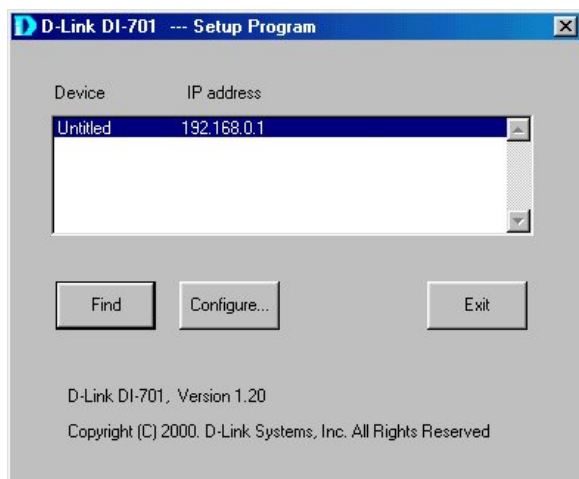 D-Link DI-701 --- Setup Program
Device IP address
Untitled 192.168.0.1
Find Configure... Exit
D-Link DI-701, Version 1.20
Copyright (C) 2000. D-Link Systems, Inc. All Rights Reserved